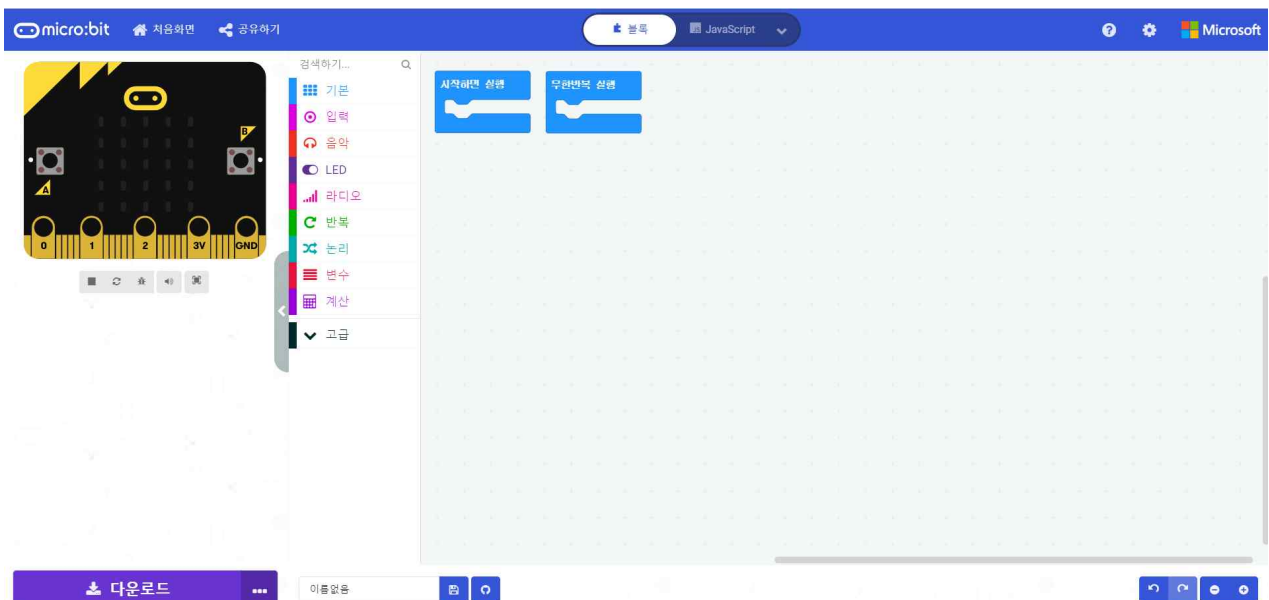 micro:bit 처음화면 공유하기 블록 JavaScript Microsoft
검색하기...
기본
입력
음악
LED
라디오
반복
논리
변수
계산
고급
시작하면 실행 무한반복 실행
B
A
0 1 2 3V GND
다운로드 ... 이름없음